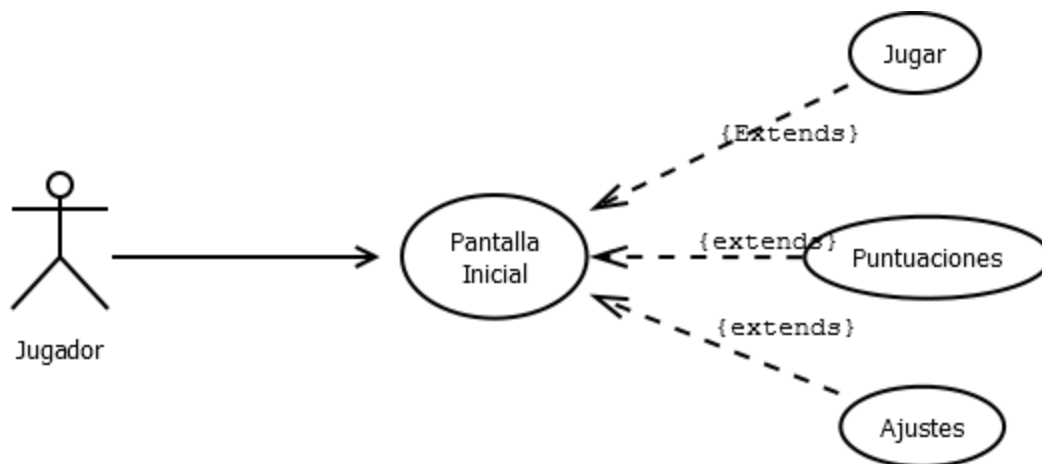 Jugar
{Extends}
Pantalla
Inicial
{extends}
Puntuaciones
{extends}
Jugador
Ajustes